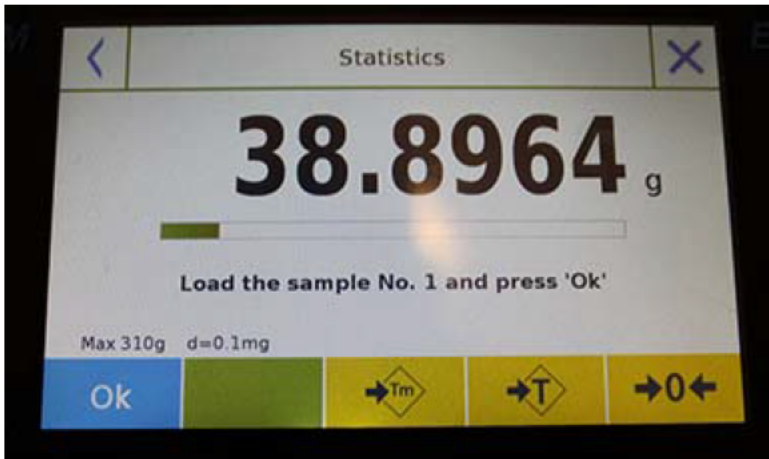 Statistics
38.8964 g
Load the sample No. 1 and press 'Ok'
Max 310g d=0.1mg
Ok Tm T 0